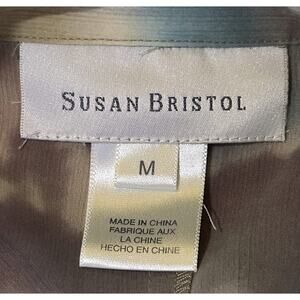 SUSAN BRISTOL
M
MADE IN CHINA
FABRIQUE AUX
LA CHINE
HECHO EN CHINE